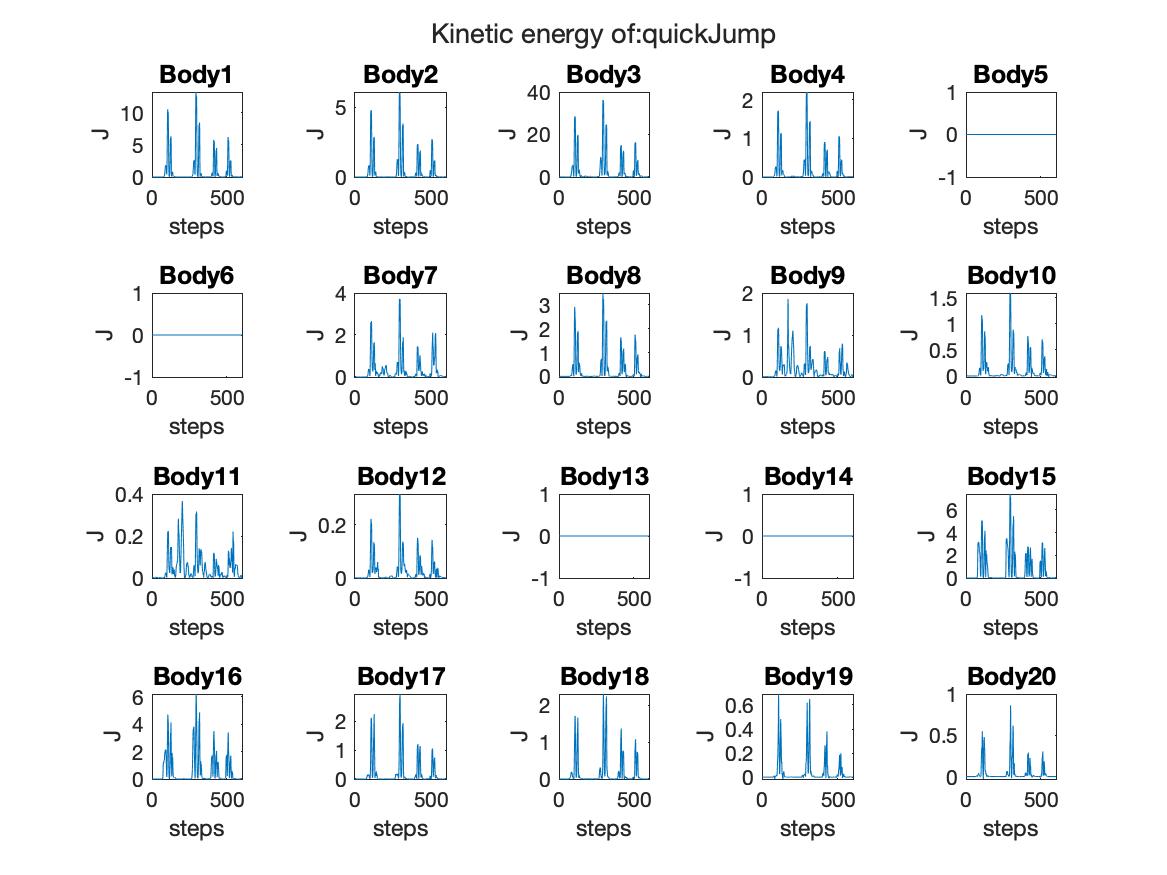 Kinetic energy of:quickJump
Body1
10
5
0
J
0 500
steps
Body2
5
0
J
0 500
steps
Body3
40
20
0
J
0 500
steps
Body4
2
1
0
J
0 500
steps
Body5
1
0
-1
J
0 500
steps
Body6
1
0
-1
J
0 500
steps
Body7
4
2
0
J
0 500
steps
Body8
3
2
1
0
J
0 500
steps
Body9
2
1
0
J
0 500
steps
Body10
1.5
1
0.5
0
J
0 500
steps
Body11
0.4
0.2
0
J
0 500
steps
Body12
0.2
0
J
0 500
steps
Body13
1
0
-1
J
0 500
steps
Body14
1
0
-1
J
0 500
steps
Body15
6
4
2
0
J
0 500
steps
Body16
6
4
2
0
J
0 500
steps
Body17
2
1
0
J
0 500
steps
Body18
2
1
0
J
0 500
steps
Body19
0.6
0.4
0.2
0
J
0 500
steps
Body20
1
0.5
0
J
0 500
steps